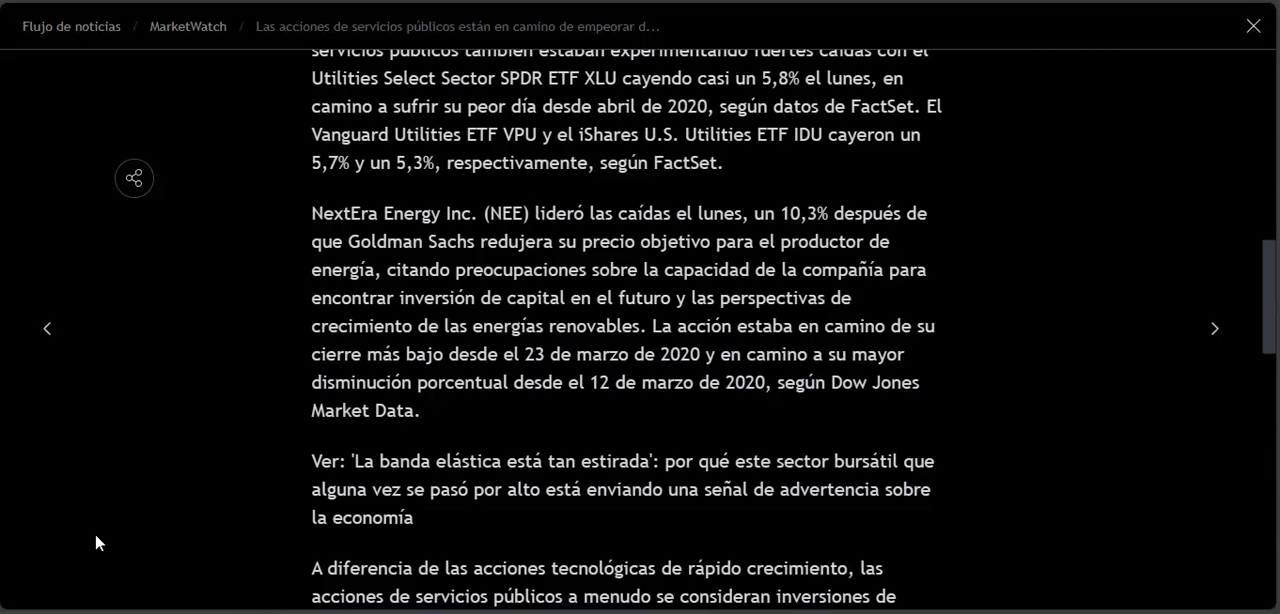 Flujo de noticias / MarketWatch / Las acciones de servicios públicos están en camino de empeorar d...
servicios públicos también estaban experimentando fuertes caídas con el
Utilities Select Sector SPDR ETF XLU cayendo casi un 5,8% el lunes, en
camino a sufrir su peor día desde abril de 2020, según datos de FactSet. El
Vanguard Utilities ETF VPU y el iShares U.S. Utilities ETF IDU cayeron un
5,7% y un 5,3%, respectivamente, según FactSet.
NextEra Energy Inc. (NEE) lideró las caídas el lunes, un 10,3% después de
que Goldman Sachs redujera su precio objetivo para el productor de
energía, citando preocupaciones sobre la capacidad de la compañía para
encontrar inversión de capital en el futuro y las perspectivas de
crecimiento de las energías renovables. La acción estaba en camino de su
cierre más bajo desde el 23 de marzo de 2020 y en camino a su mayor
disminución porcentual desde el 12 de marzo de 2020, según Dow Jones
Market Data.
Ver: 'La banda elástica está tan estirada': por qué este sector bursátil que
alguna vez se pasó por alto está enviando una señal de advertencia sobre
la economía
A diferencia de las acciones tecnológicas de rápido crecimiento, las
acciones de servicios públicos a menudo se consideran inversiones de